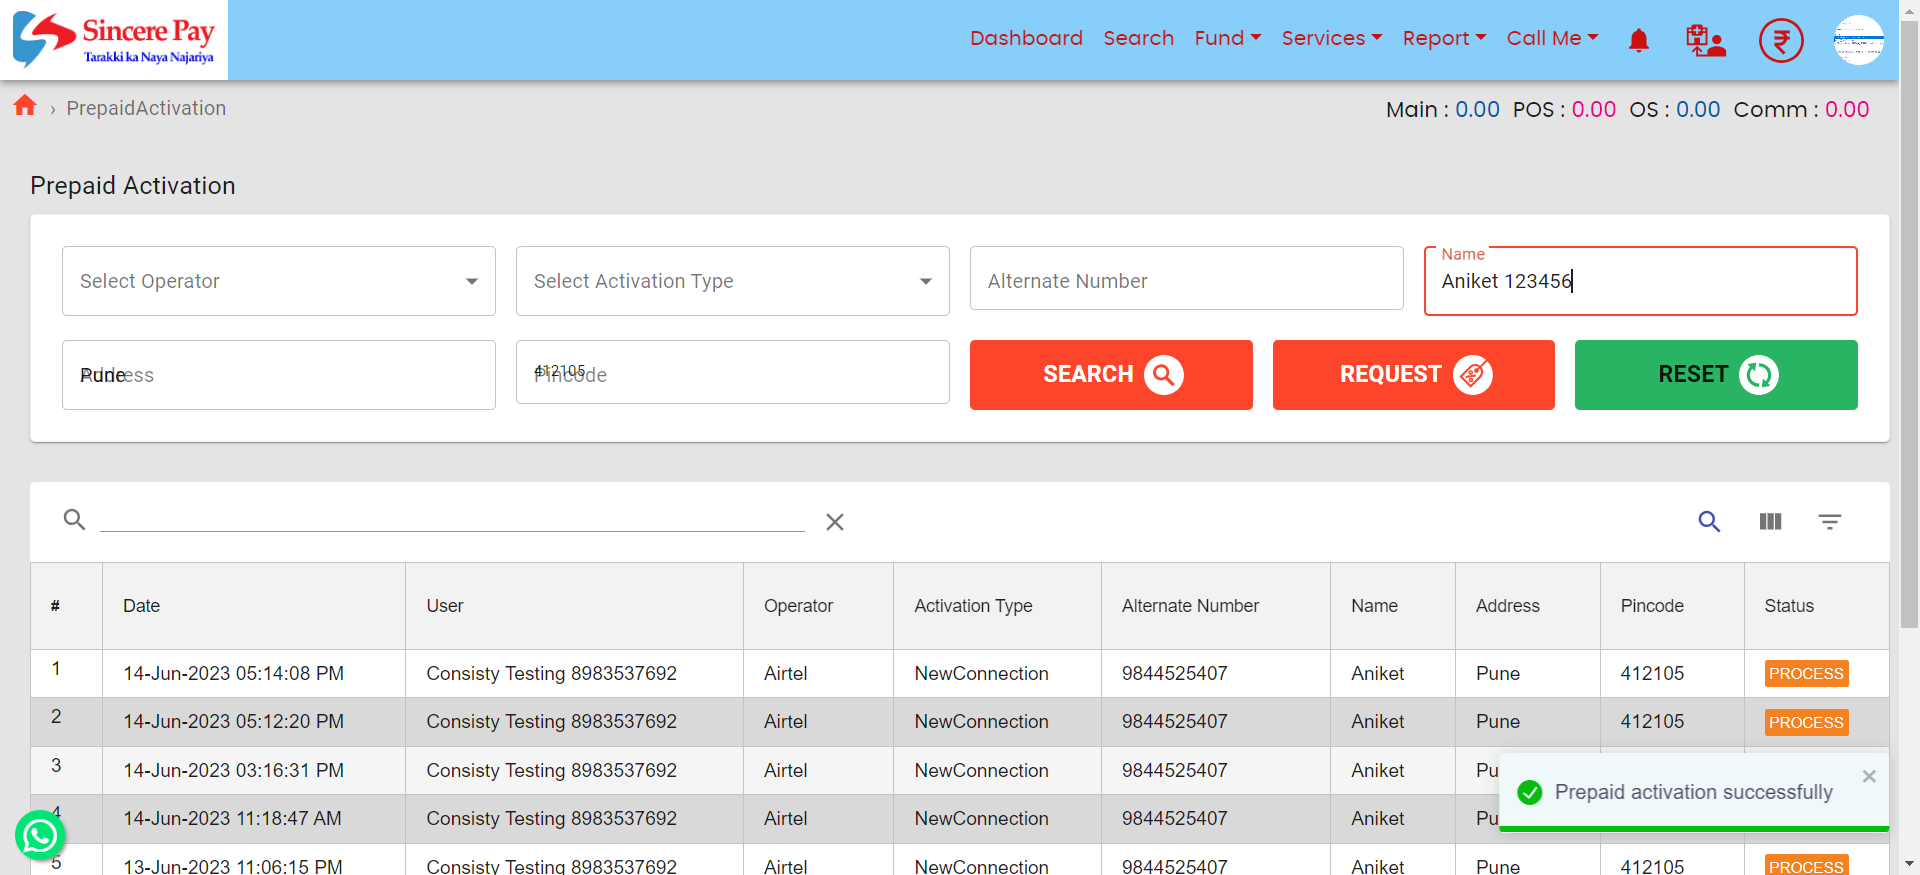 Sincere Pay
Tarakki ka Naya Najariya
Dashboard Search Fund Services Report Call Me
› PrepaidActivation
Main : 0.00 POS : 0.00 OS : 0.00 Comm : 0.00
Prepaid Activation
Select Operator
Select Activation Type
Alternate Number
Name
Aniket 123456
Address
Pune
Pincode
412105
SEARCH
REQUEST
RESET
# Date User Operator Activation Type Alternate Number Name Address Pincode Status
1 14-Jun-2023 05:14:08 PM Consisty Testing 8983537692 Airtel NewConnection 9844525407 Aniket Pune 412105 PROCESS
2 14-Jun-2023 05:12:20 PM Consisty Testing 8983537692 Airtel NewConnection 9844525407 Aniket Pune 412105 PROCESS
3 14-Jun-2023 03:16:31 PM Consisty Testing 8983537692 Airtel NewConnection 9844525407 Aniket Pu
4 14-Jun-2023 11:18:47 AM Consisty Testing 8983537692 Airtel NewConnection 9844525407 Aniket Pu
5 13-Jun-2023 11:06:15 PM Consisty Testing 8983537692 Airtel NewConnection 9844525407 Aniket Pune 412105 PROCESS
Prepaid activation successfully